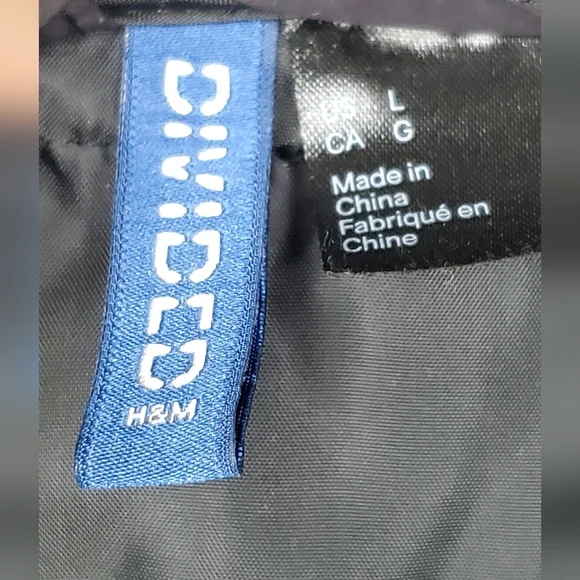 DIVIDED
H&M
US L
CA G
Made in
China
Fabriqué en
Chine